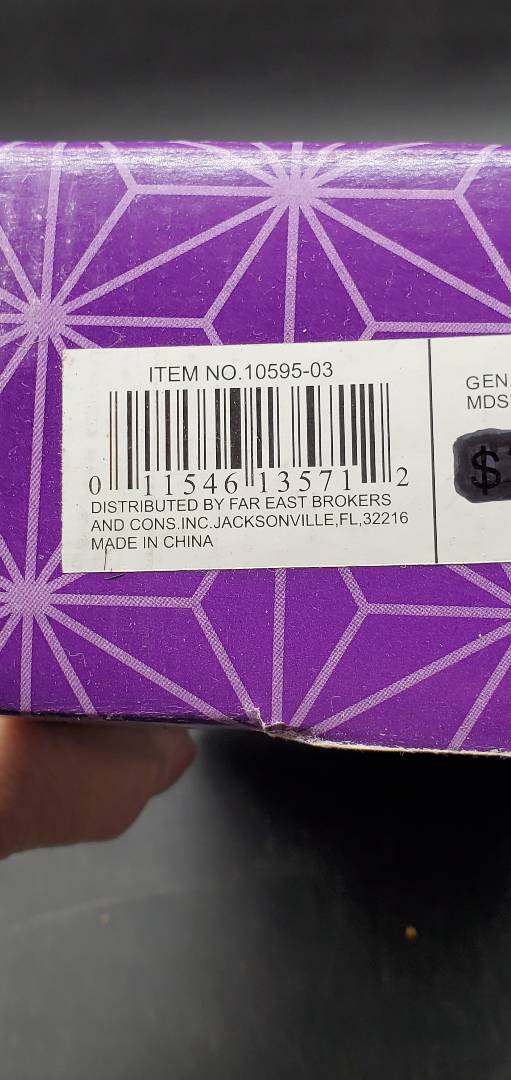 ITEM NO.10595-03
0 11546 13571 2
DISTRIBUTED BY FAR EAST BROKERS
AND CONS.INC.JACKSONVILLE,FL,32216
MADE IN CHINA
GEN.
MDS
$